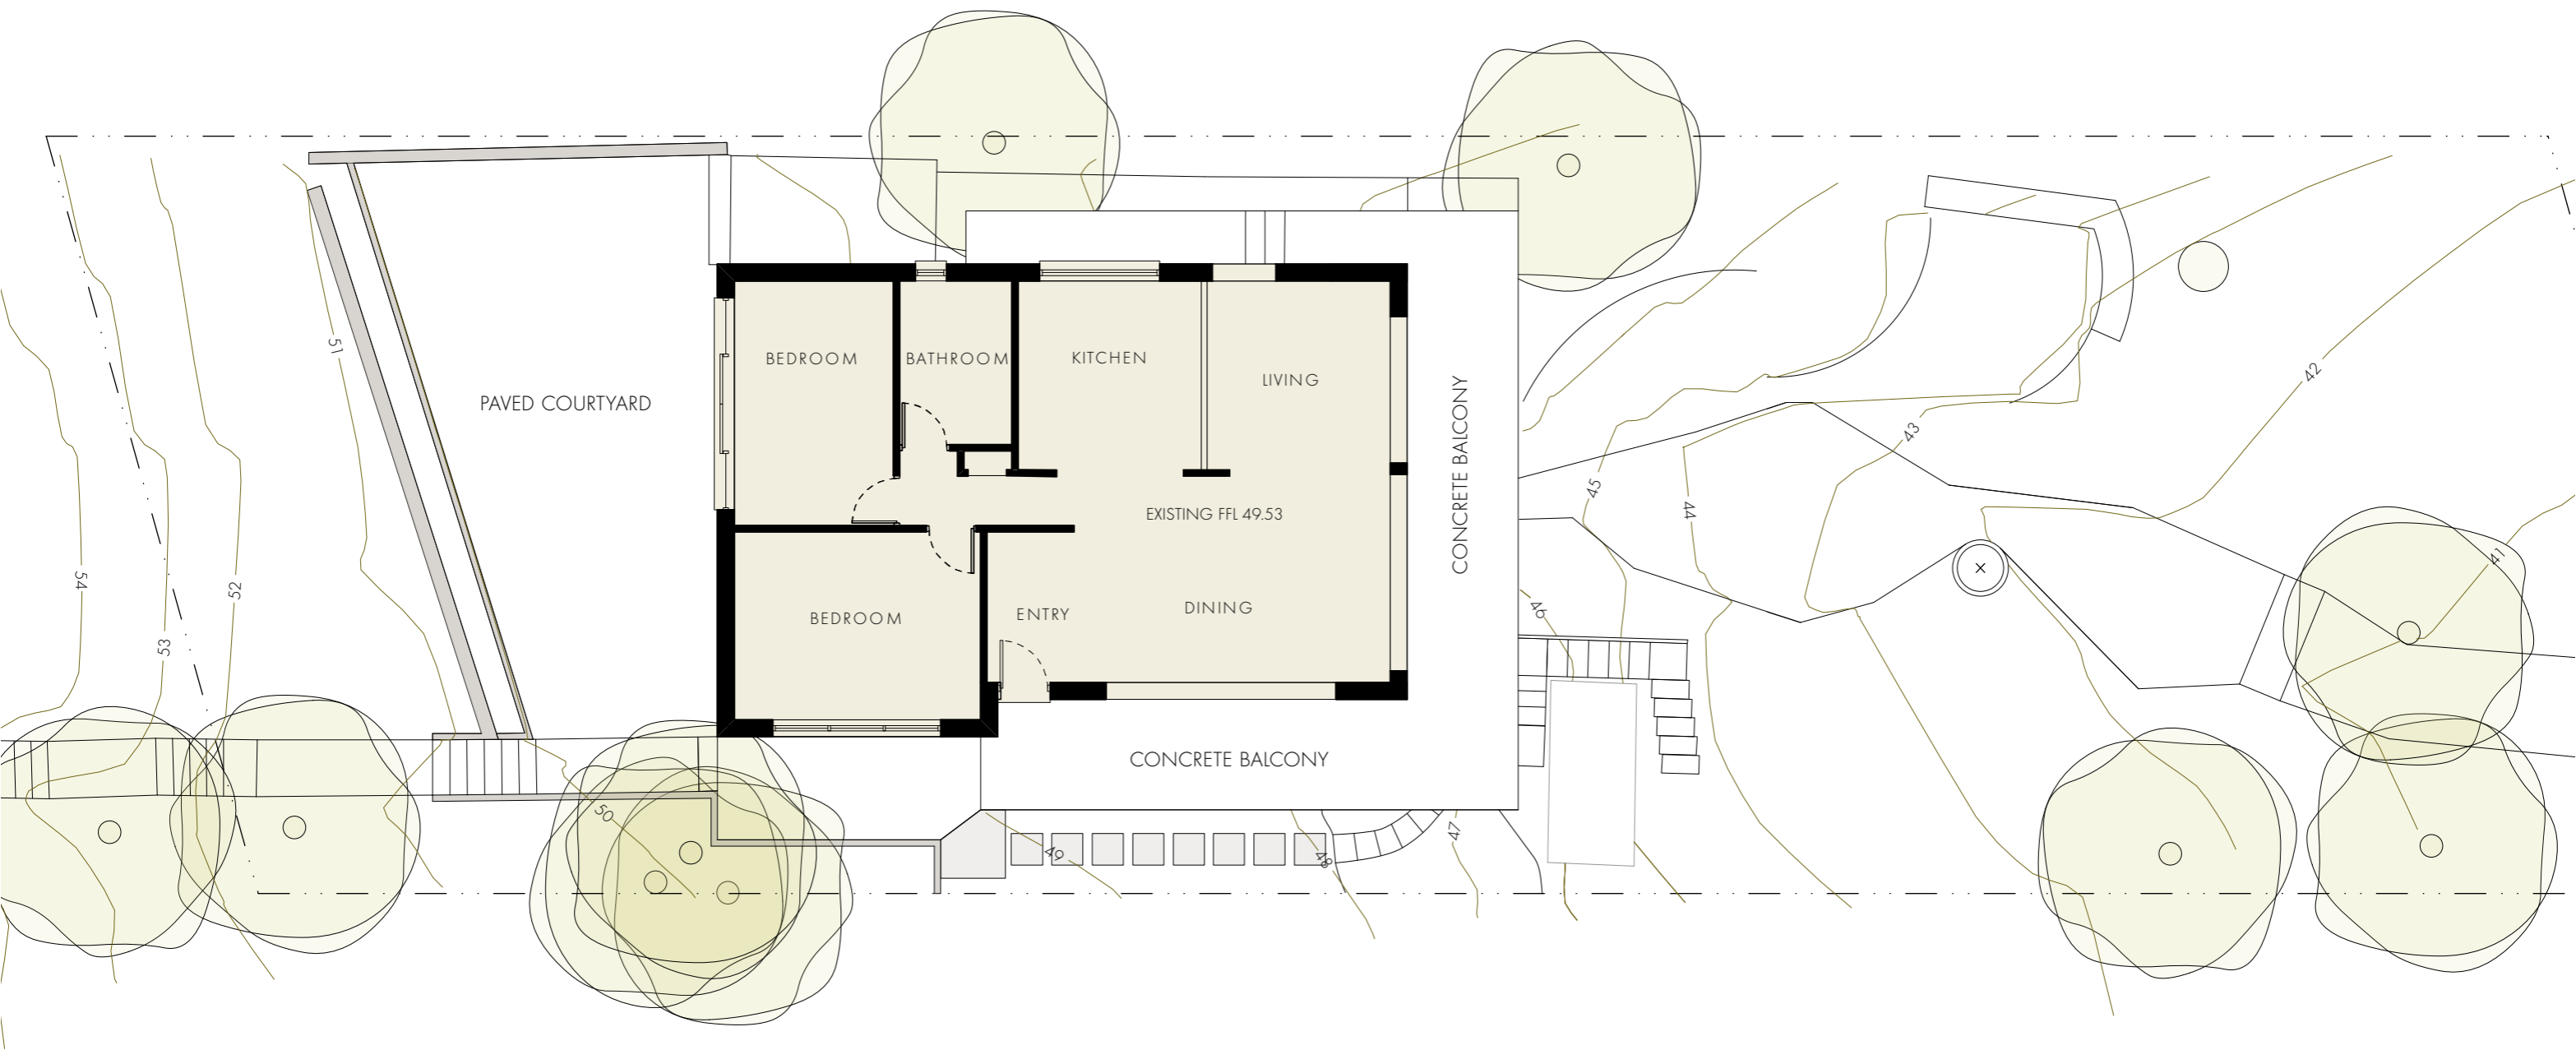 51
PAVED COURTYARD
BEDROOM
BATHROOM
KITCHEN
LIVING
CONCRETE BALCONY
42
43
45
44
EXISTING FFL 49.53
41
54
52
53
BEDROOM
ENTRY
DINING
46
CONCRETE BALCONY
50
49
48
47